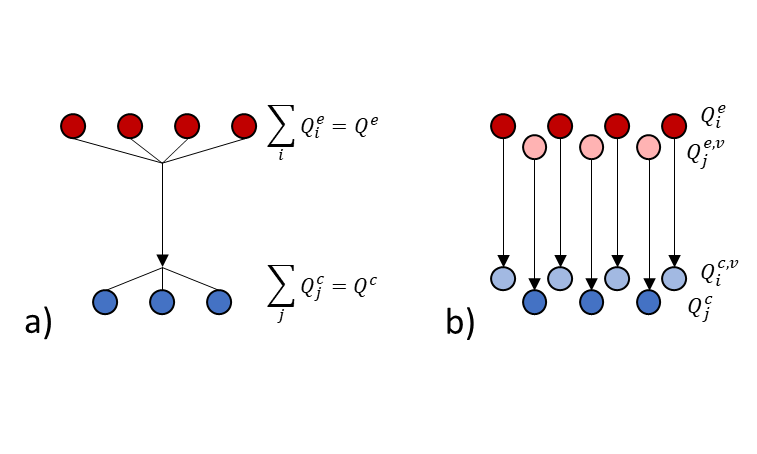 ∑_i Q_i^e = Q^e
∑_j Q_j^c = Q^c
a)
Q_i^e
Q_j^{e,v}
Q_i^{c,v}
Q_j^c
b)